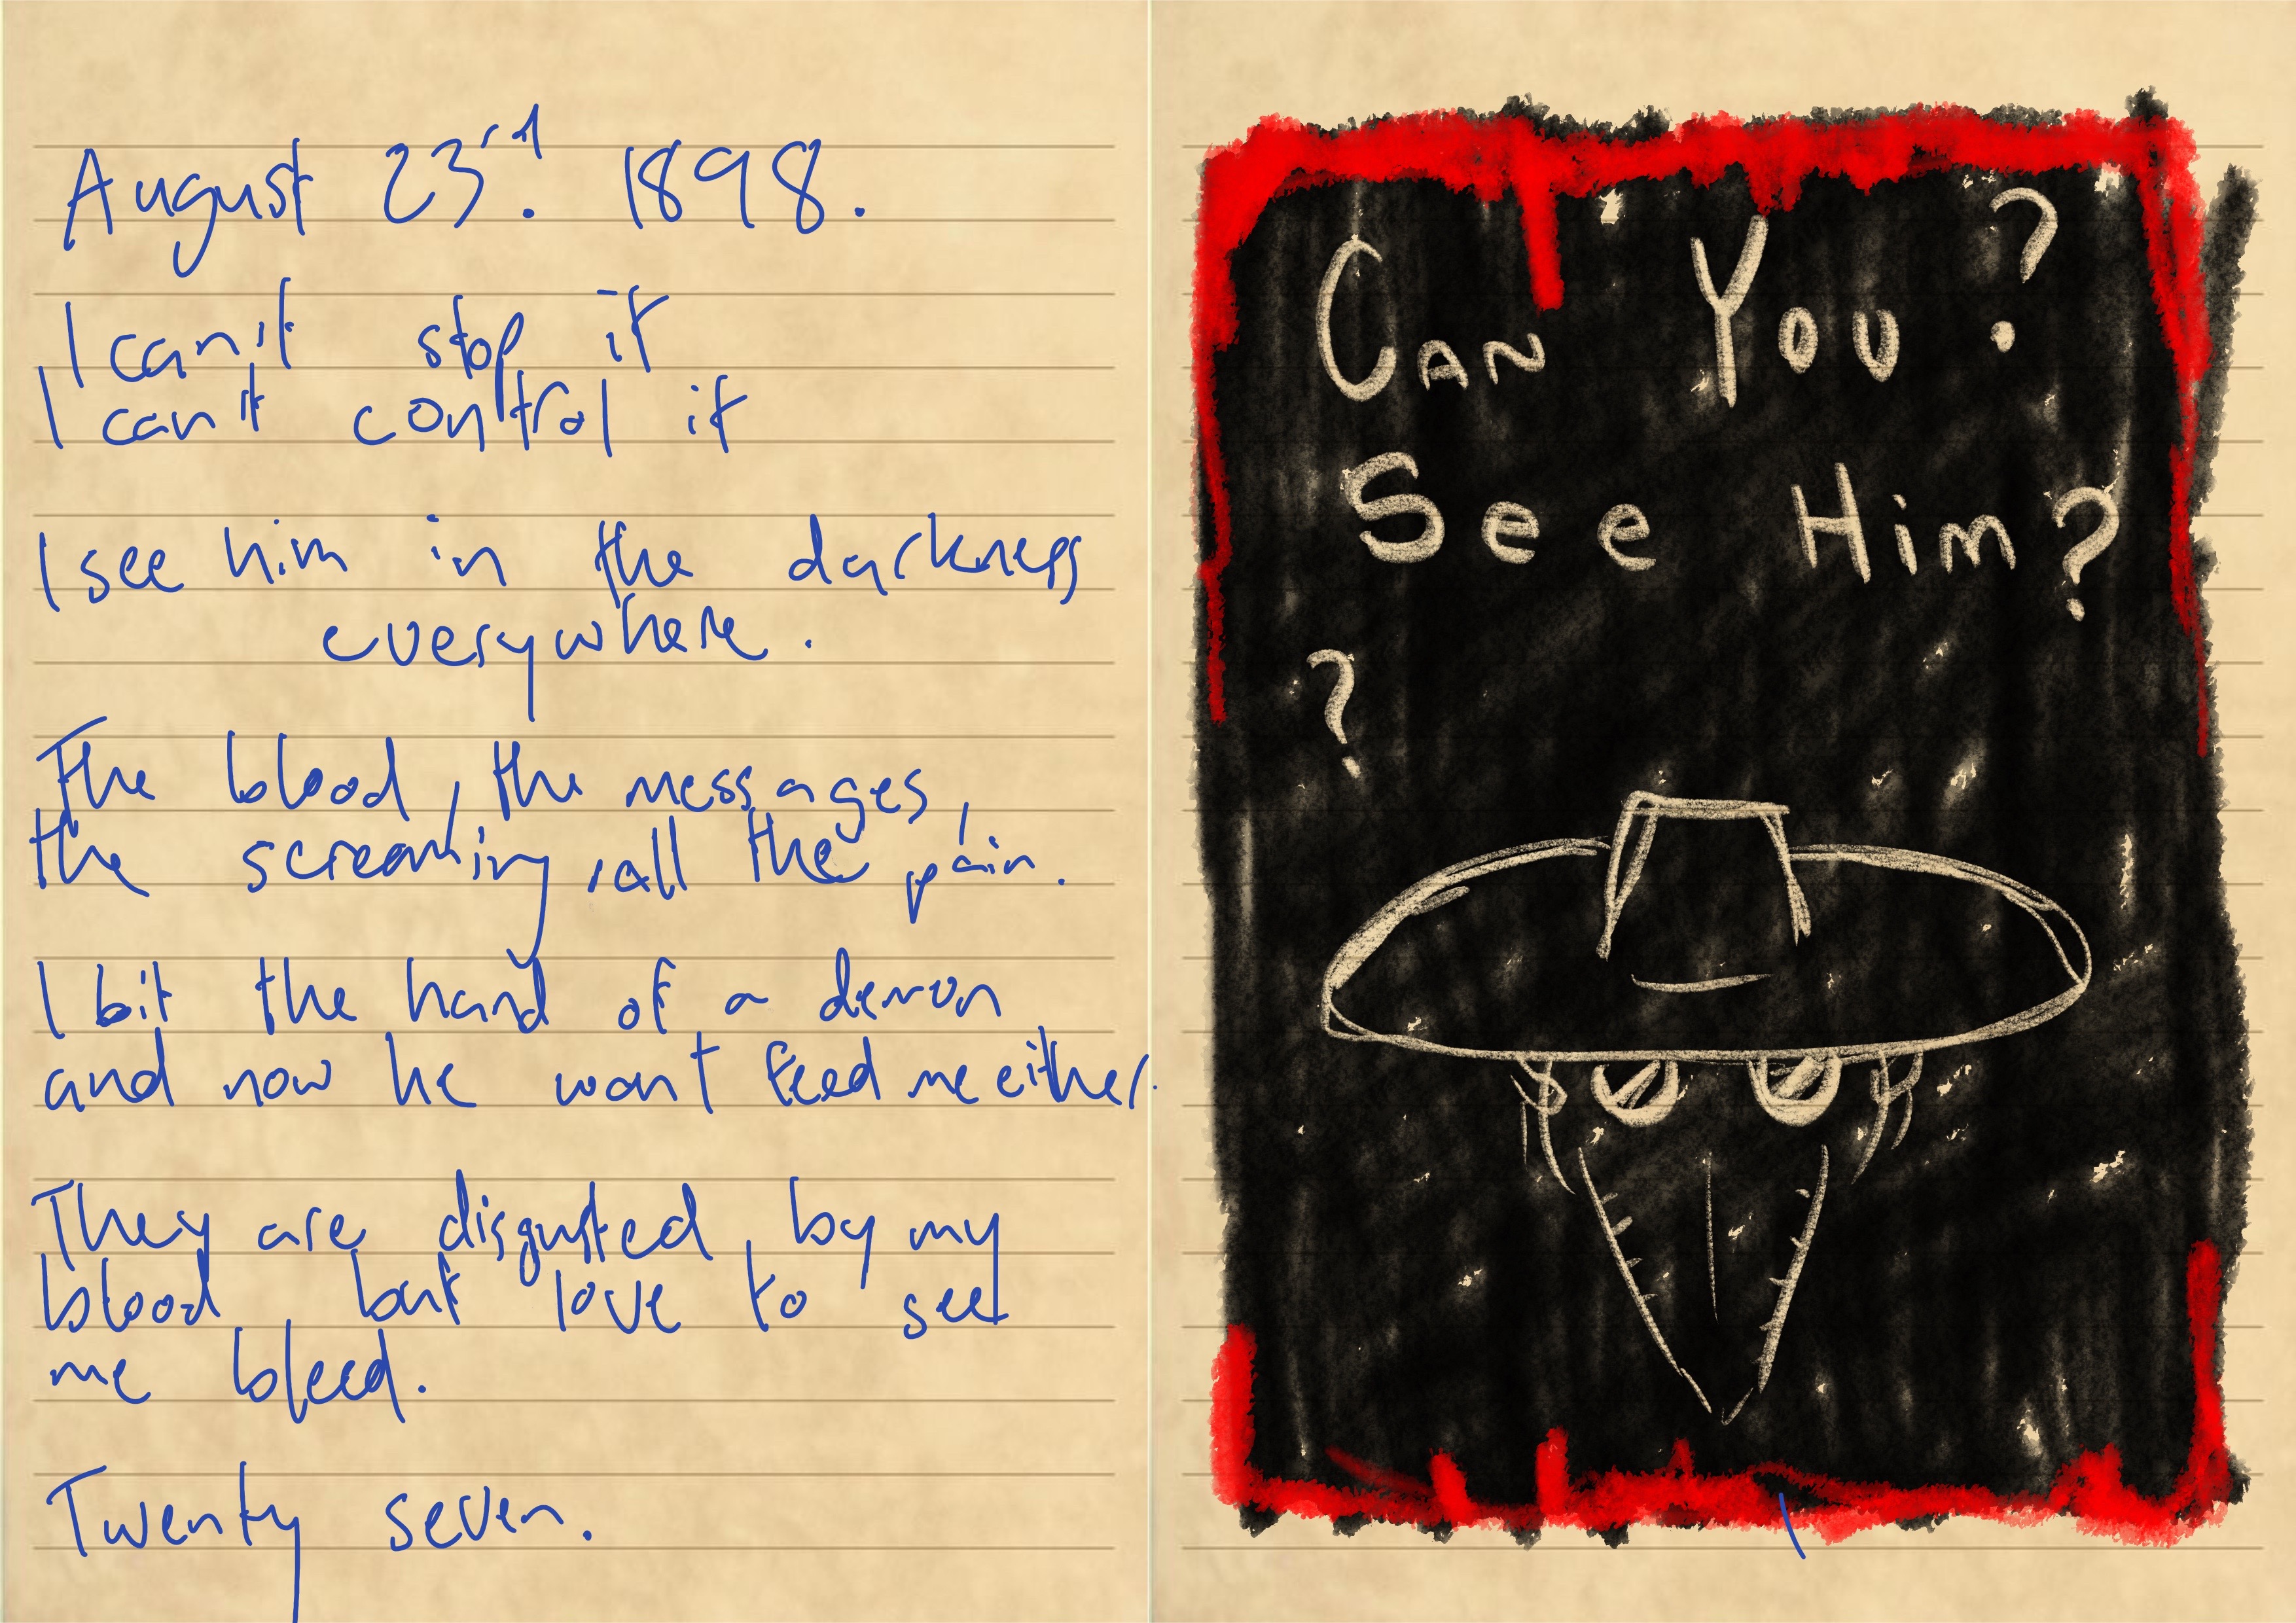 August 23rd. 1898.
I can't stop it
I can't control it
I see him in the darkness
everywhere.
The blood, the messages,
the screaming, all the pain.
I bit the hand of a demon
and now he wont feed me either.
They are disgusted by my
blood but love to see
me bleed.
Twenty seven.
Can You ?
See Him?
?